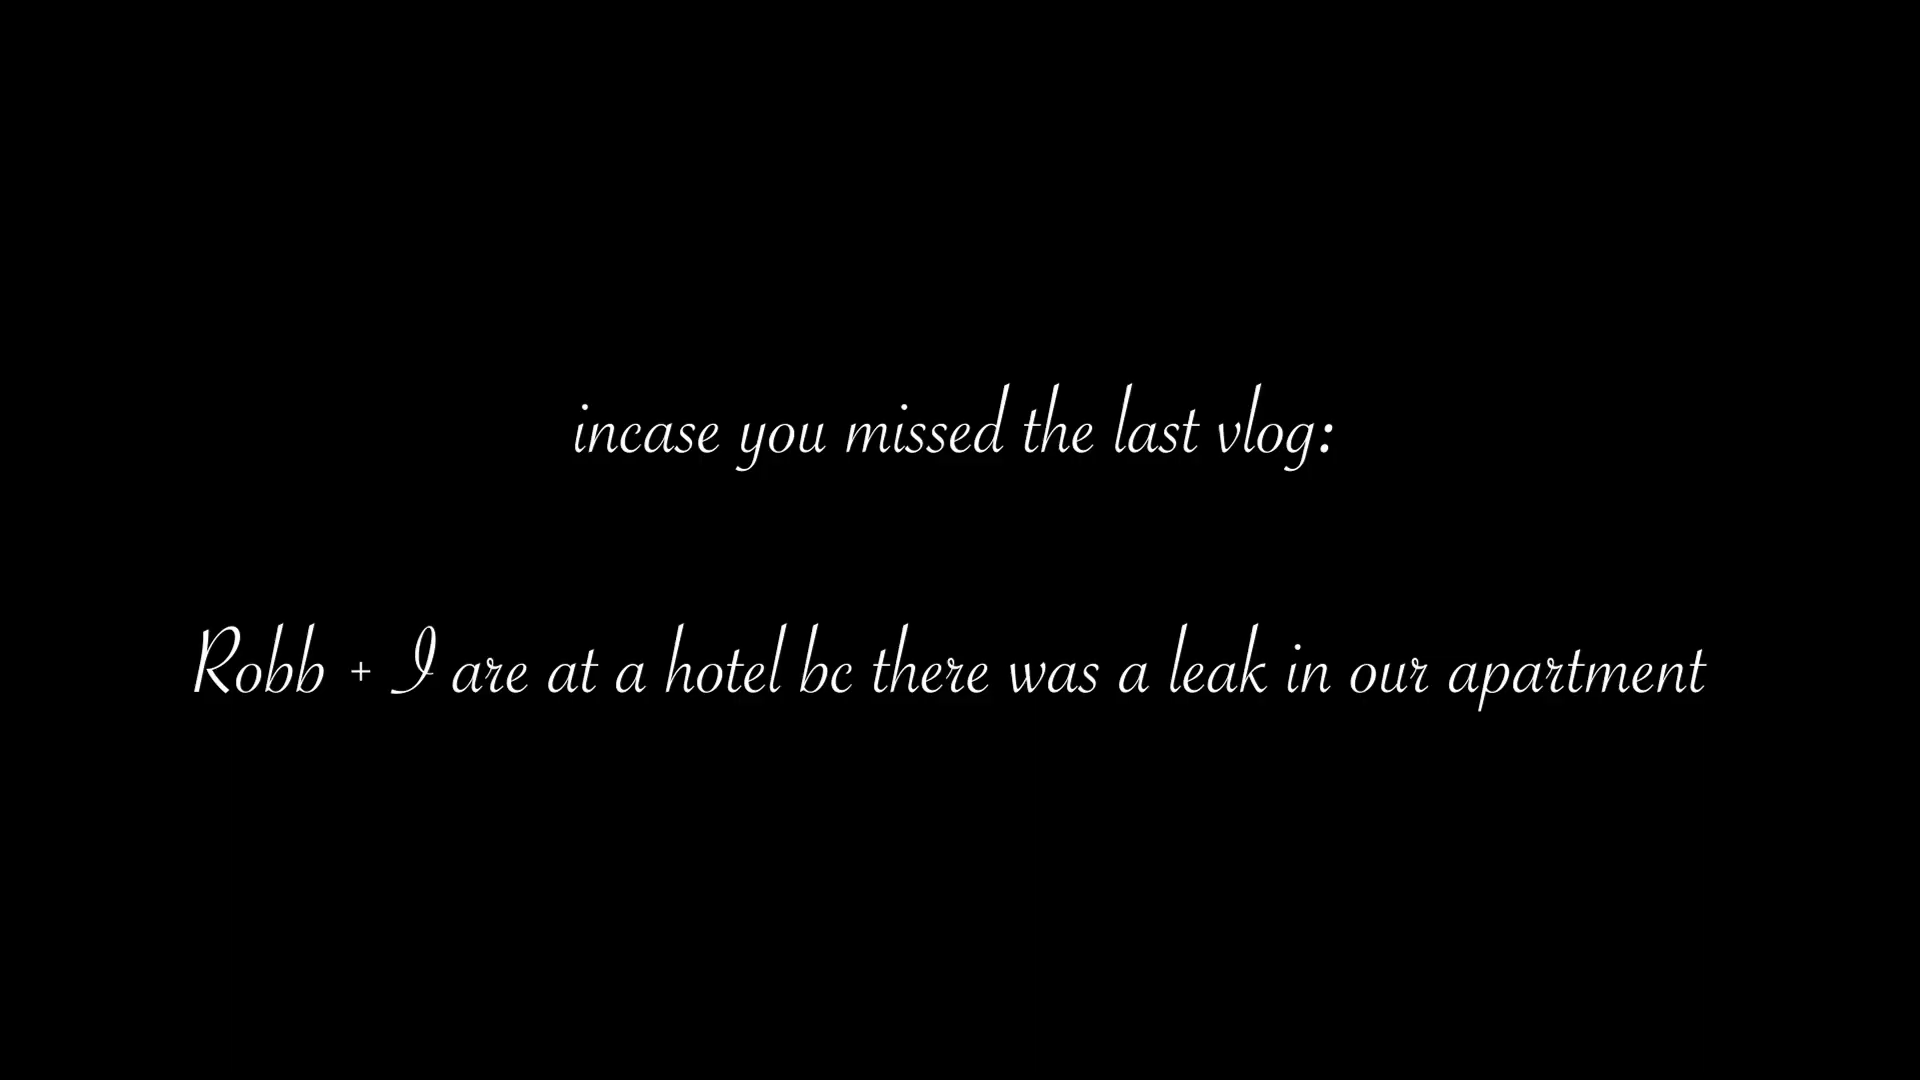 incase you missed the last vlog:
Robb + I are at a hotel bc there was a leak in our apartment